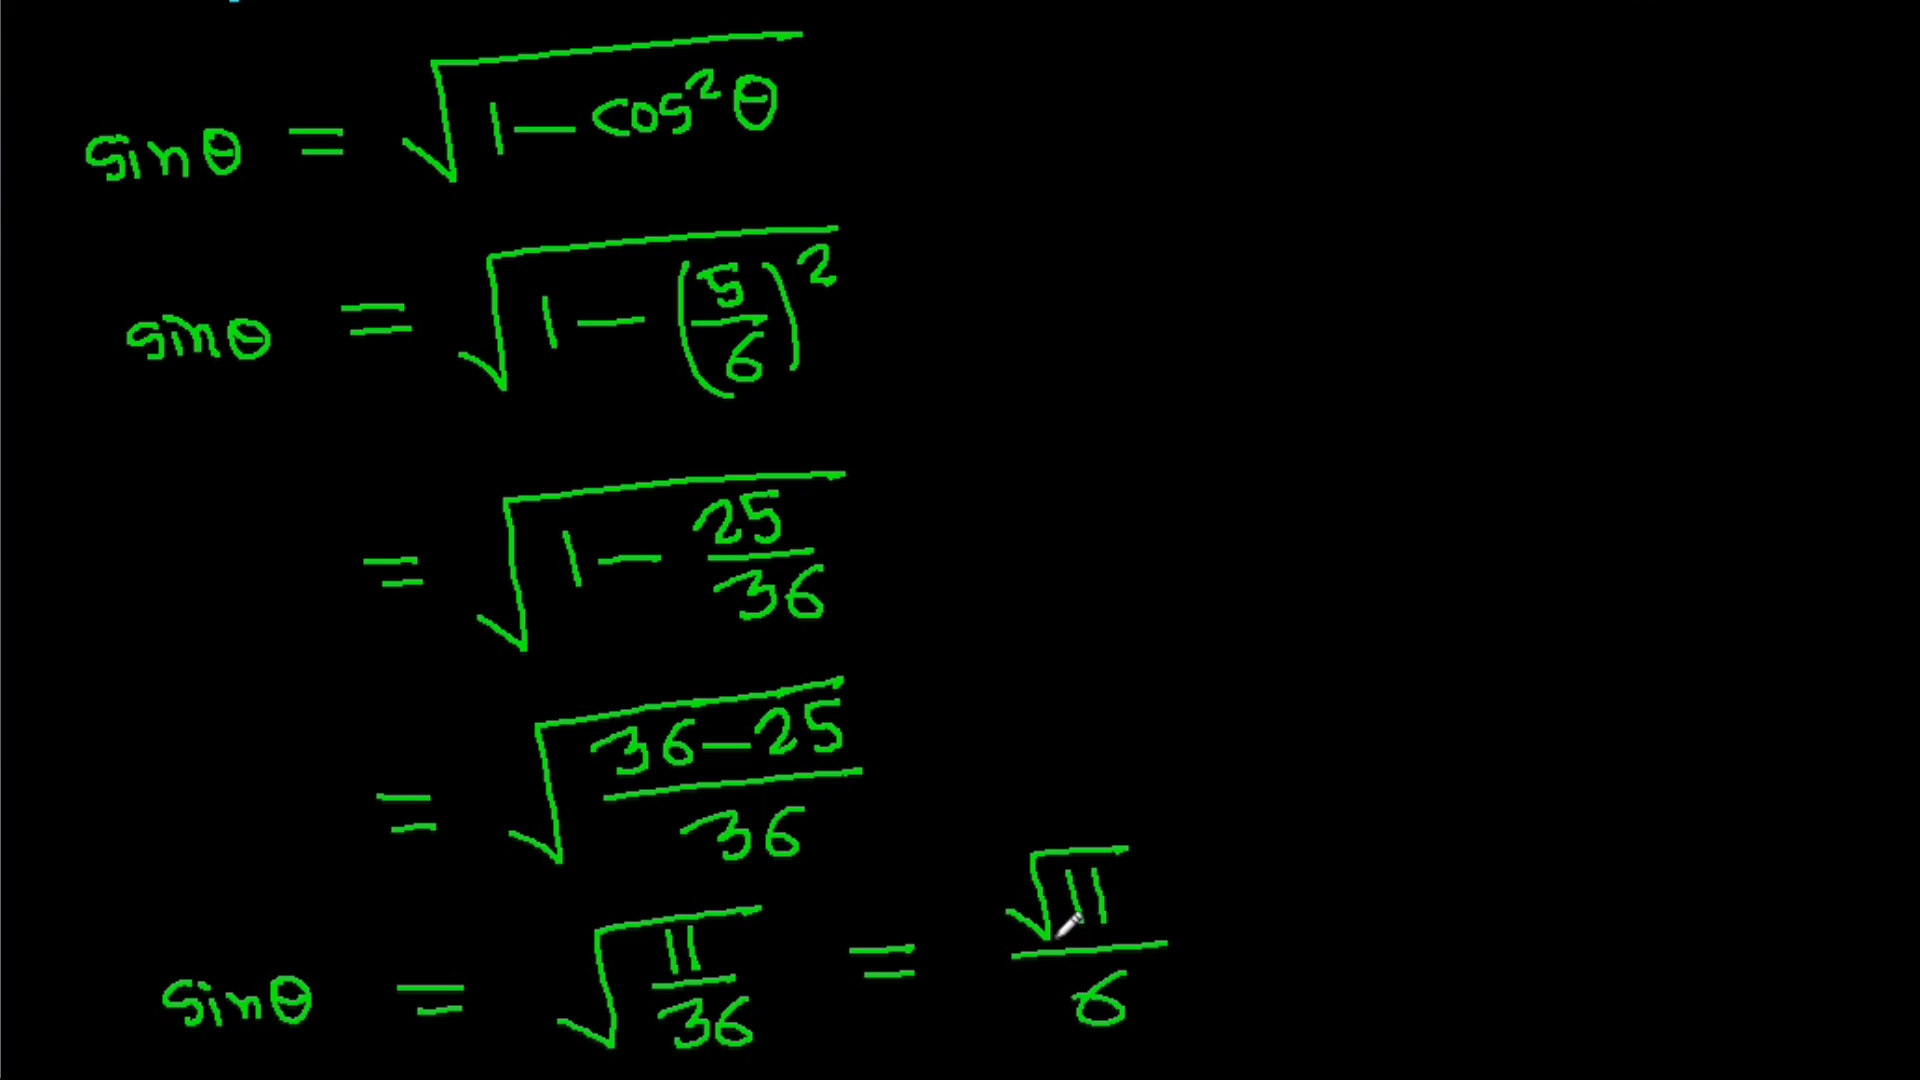 sinθ = √(1 - cos²θ)
sinθ = √(1 - (5/6)²)
= √(1 - 25/36)
= √((36-25)/36)
sinθ = √(11/36) = √11/6